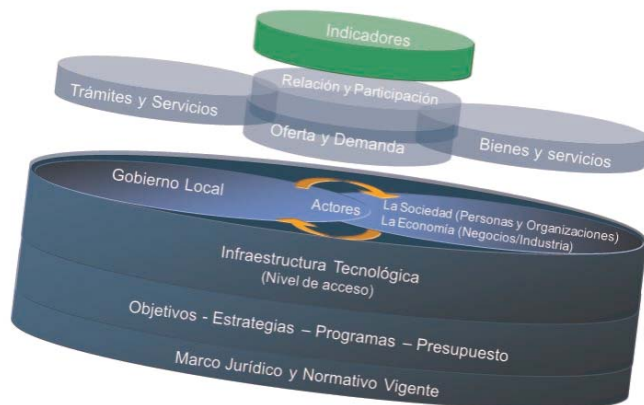 Indicadores
Relación y Participación
Trámites y Servicios
Oferta y Demanda
Bienes y servicios
Gobierno Local
Actores
La Sociedad (Personas y Organizaciones)
La Economía (Negocios/Industria)
Infraestructura Tecnológica
(Nivel de acceso)
Objetivos - Estrategias – Programas – Presupuesto
Marco Jurídico y Normativo Vigente